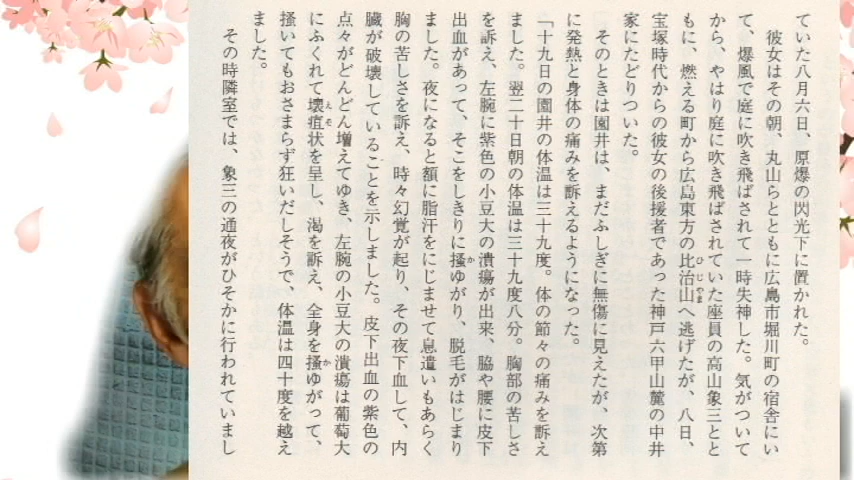 ていた八月六日、原爆の閃光下に置かれた。
彼女はその朝、丸山らとともに広島市堀川町の宿舎にい
て、爆風で庭に吹き飛ばされて一時失神した。気がついて
から、やはり庭に吹き飛ばされていた座員の高山象三とと
もに、燃える町から広島東方の比治山へ逃げたが、八日、
宝塚時代からの彼女の後援者であった神戸六甲山麓の中井
家にたどりついた。
そのときは園井は、まだふしぎに無傷に見えたが、次第
に発熱と身体の痛みを訴えるようになった。
「十九日の園井の体温は三十九度。体の節々の痛みを訴え
ました。翌二十日朝の体温は三十九度八分。胸部の苦しさ
を訴え、左腕に紫色の小豆大の潰瘍が出来、脇や腰に皮下
出血があって、そこをしきりに掻ゆがり、脱毛がはじまり
ました。夜になると額に脂汗をにじませて息遣いもあらく
胸の苦しさを訴え、時々幻覚が起り、その夜下血して、内
臓が破壊していることを示しました。皮下出血の紫色の
点々がどんどん増えてゆき、左腕の小豆大の潰瘍は葡萄大
にふくれて壊疽状を呈し、渇を訴え、全身を掻ゆがって、
掻いてもおさまらず狂いだしそうで、体温は四十度を越え
ました。
その時隣室では、象三の通夜がひそかに行われていまし